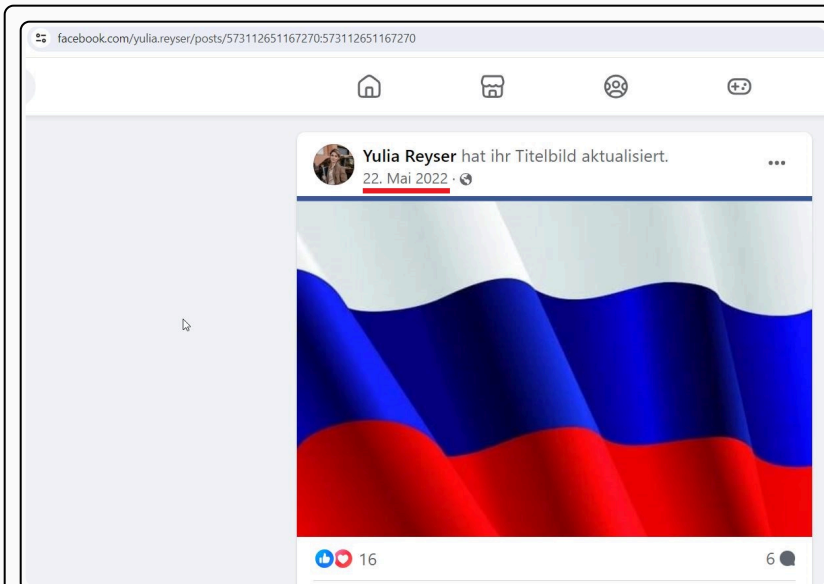 facebook.com/yulia.reyser/posts/573112651167270:573112651167270
Yulia Reyser hat ihr Titelbild aktualisiert.
22. Mai 2022 ·
16
6